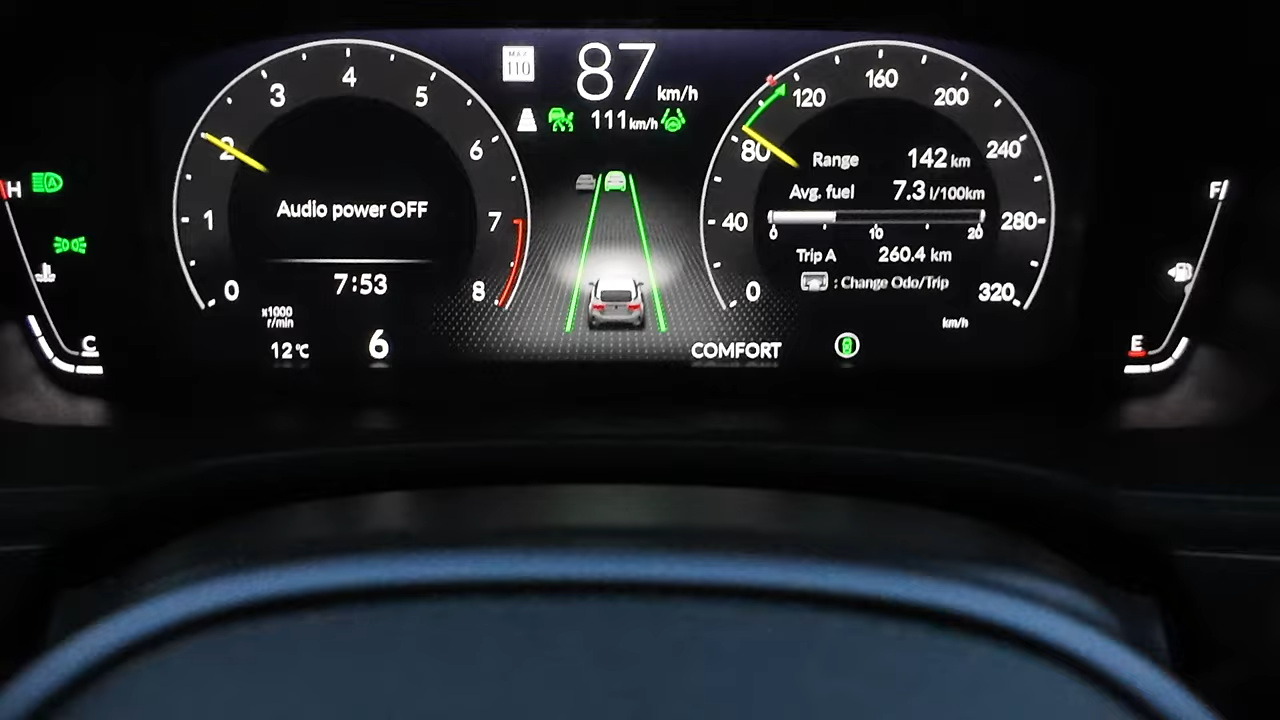 MAX
110
87 km/h
111 km/h
0 1 2 3 4 5 6 7 8
x1000
r/min
Audio power OFF
7:53
12°C
6
0 40 80 120 160 200 240 280 320
km/h
Range 142 km
Avg. fuel 7.3 l/100km
0 10 20
Trip A 260.4 km
: Change Odo/Trip
COMFORT
A
H
C
F
E